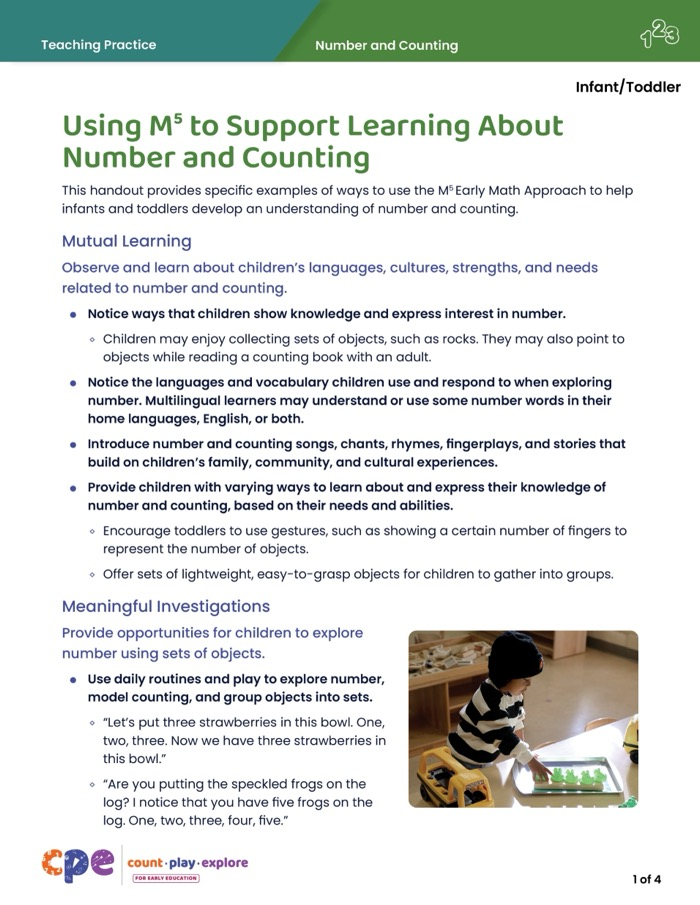 Teaching Practice
Number and Counting
123
Infant/Toddler
Using M⁵ to Support Learning About
Number and Counting
This handout provides specific examples of ways to use the M⁵ Early Math Approach to help
infants and toddlers develop an understanding of number and counting.
Mutual Learning
Observe and learn about children’s languages, cultures, strengths, and needs
related to number and counting.
• Notice ways that children show knowledge and express interest in number.
◦ Children may enjoy collecting sets of objects, such as rocks. They may also point to
objects while reading a counting book with an adult.
• Notice the languages and vocabulary children use and respond to when exploring
number. Multilingual learners may understand or use some number words in their
home languages, English, or both.
• Introduce number and counting songs, chants, rhymes, fingerplays, and stories that
build on children’s family, community, and cultural experiences.
• Provide children with varying ways to learn about and express their knowledge of
number and counting, based on their needs and abilities.
◦ Encourage toddlers to use gestures, such as showing a certain number of fingers to
represent the number of objects.
◦ Offer sets of lightweight, easy-to-grasp objects for children to gather into groups.
Meaningful Investigations
Provide opportunities for children to explore
number using sets of objects.
• Use daily routines and play to explore number,
model counting, and group objects into sets.
◦ “Let’s put three strawberries in this bowl. One,
two, three. Now we have three strawberries in
this bowl.”
◦ “Are you putting the speckled frogs on the
log? I notice that you have five frogs on the
log. One, two, three, four, five.”
cpe
count·play·explore
FOR EARLY EDUCATION
1 of 4